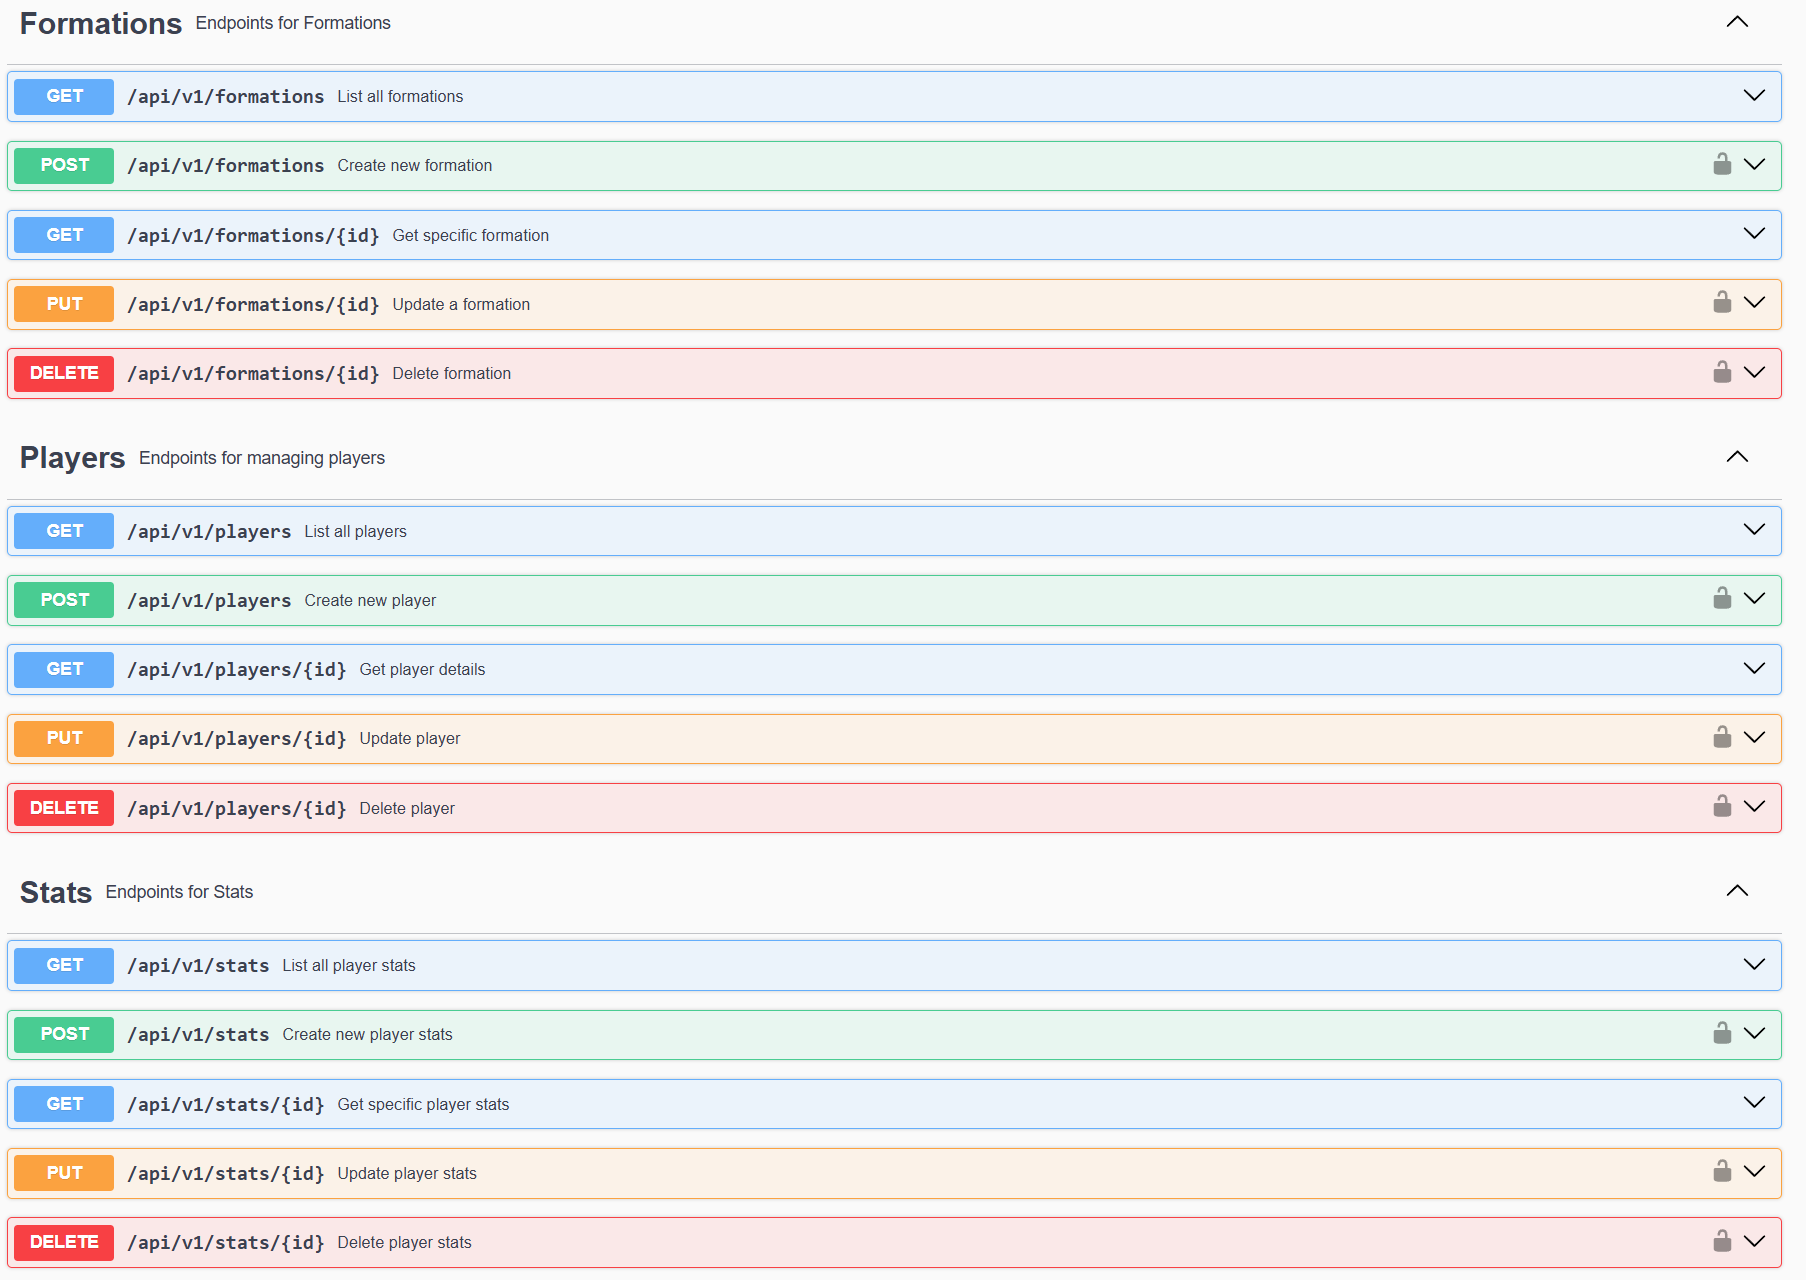 Formations Endpoints for Formations
GET /api/v1/formations List all formations
POST /api/v1/formations Create new formation
GET /api/v1/formations/{id} Get specific formation
PUT /api/v1/formations/{id} Update a formation
DELETE /api/v1/formations/{id} Delete formation
Players Endpoints for managing players
GET /api/v1/players List all players
POST /api/v1/players Create new player
GET /api/v1/players/{id} Get player details
PUT /api/v1/players/{id} Update player
DELETE /api/v1/players/{id} Delete player
Stats Endpoints for Stats
GET /api/v1/stats List all player stats
POST /api/v1/stats Create new player stats
GET /api/v1/stats/{id} Get specific player stats
PUT /api/v1/stats/{id} Update player stats
DELETE /api/v1/stats/{id} Delete player stats